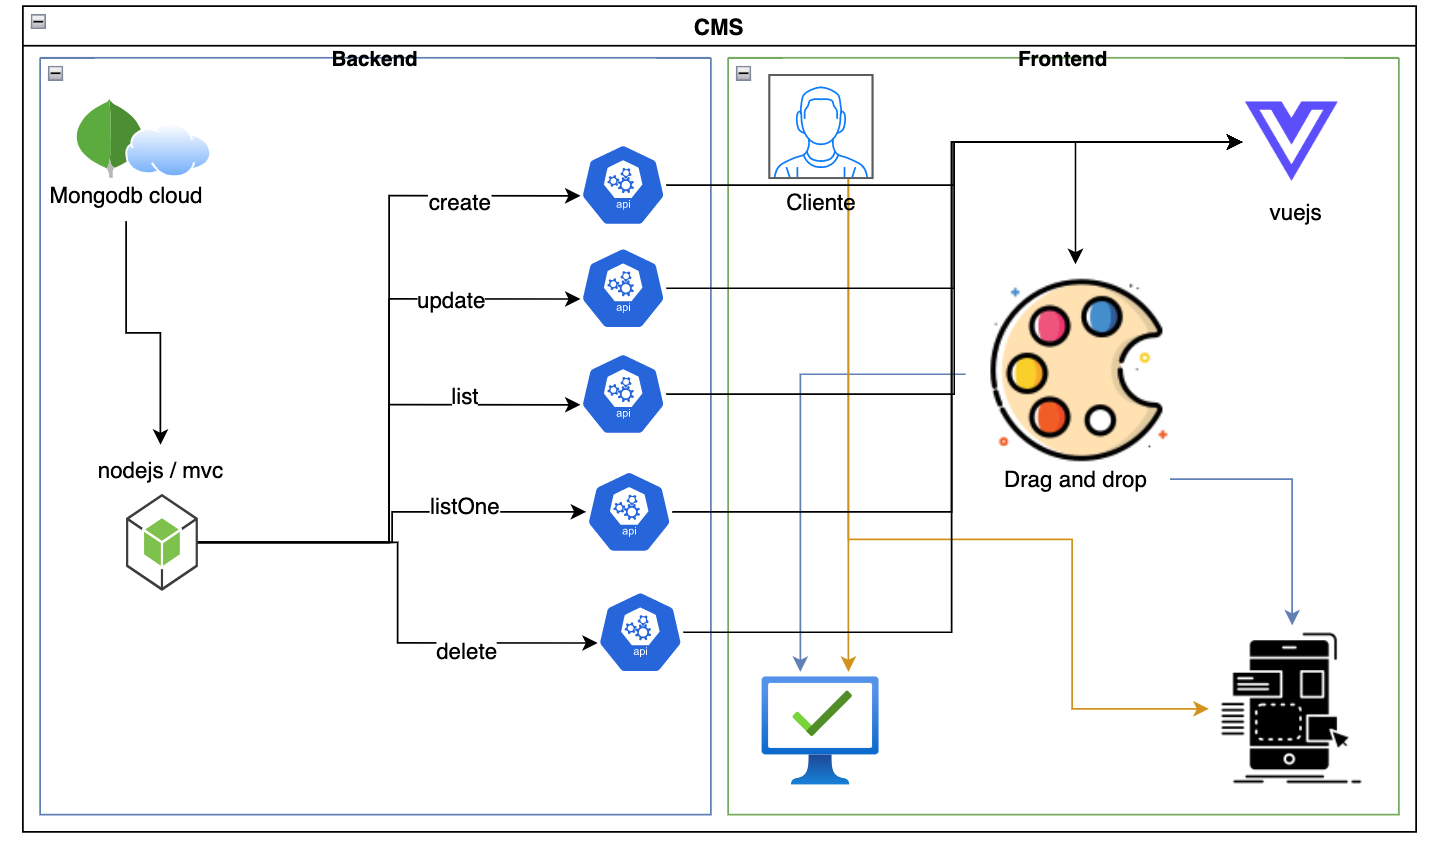 CMS
Backend
Frontend
Mongodb cloud
Cliente
vuejs
create
api
update
api
list
api
nodejs / mvc
Drag and drop
listOne
api
delete
api